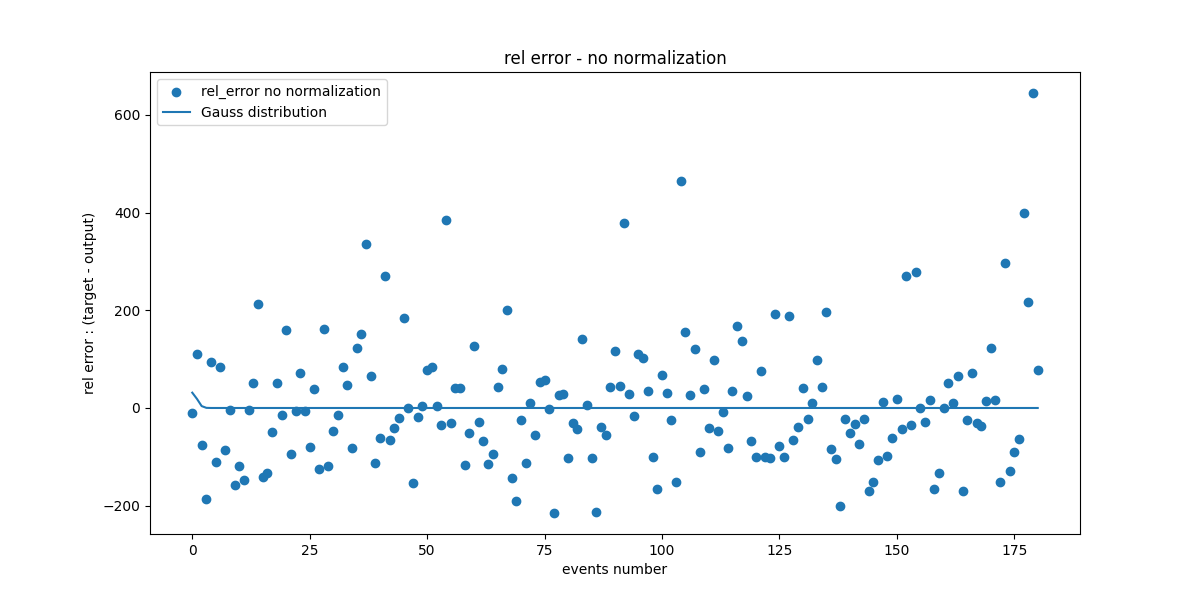 rel error - no normalization
rel_error no normalization
Gauss distribution
600
400
200
0
−200
rel error : (target - output)
0 25 50 75 100 125 150 175
events number